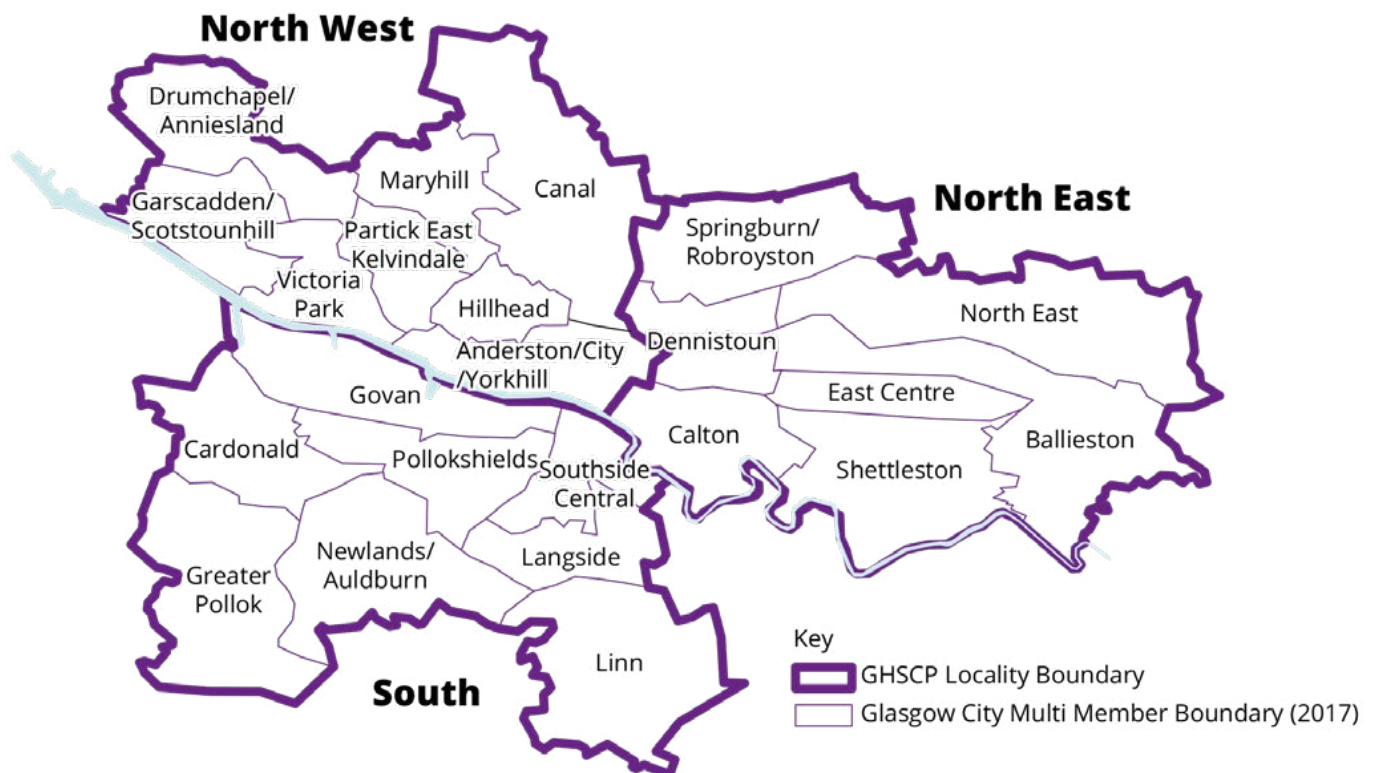 North West
Drumchapel/
Anniesland
Maryhill
Canal
Garscadden/
Scotstounhill
Partick East
Kelvindale
Victoria
Park
Hillhead
Anderston/City
/Yorkhill
North East
Springburn/
Robroyston
North East
Dennistoun
East Centre
Calton
Shettleston
Ballieston
Govan
Cardonald
Pollokshields
Southside
Central
Langside
Newlands/
Auldburn
Greater
Pollok
Linn
South
Key
GHSCP Locality Boundary
Glasgow City Multi Member Boundary (2017)